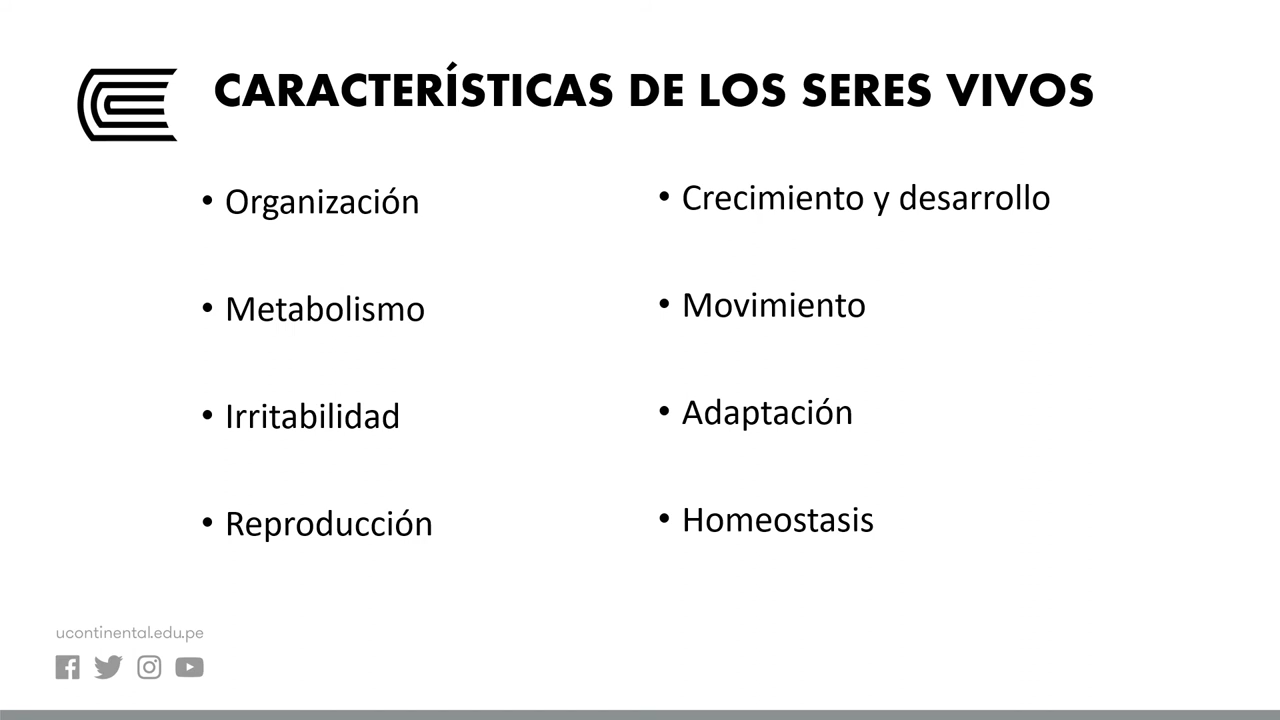 CARACTERÍSTICAS DE LOS SERES VIVOS
• Organización
• Metabolismo
• Irritabilidad
• Reproducción
• Crecimiento y desarrollo
• Movimiento
• Adaptación
• Homeostasis
ucontinental.edu.pe